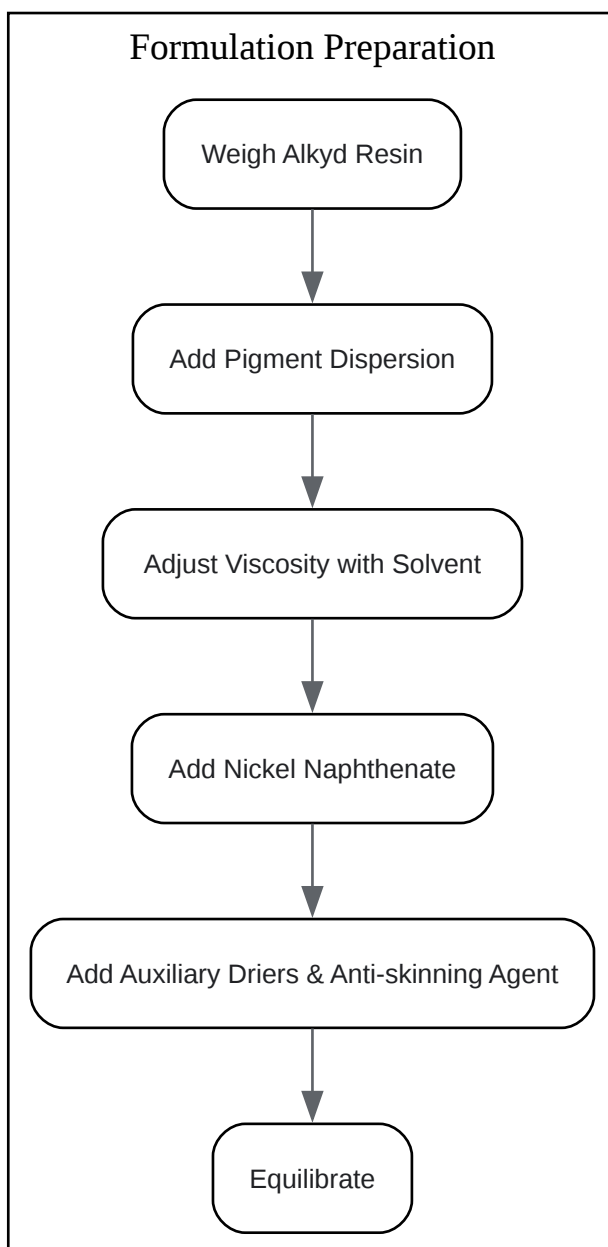 Formulation Preparation
Weigh Alkyd Resin
Add Pigment Dispersion
Adjust Viscosity with Solvent
Add Nickel Naphthenate
Add Auxiliary Driers & Anti-skinning Agent
Equilibrate